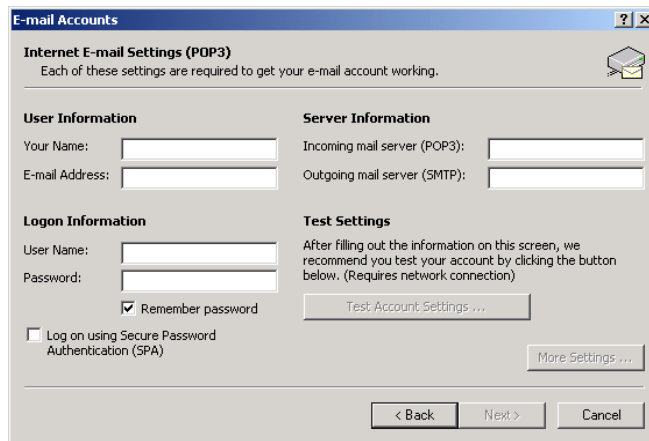 E-mail Accounts
Internet E-mail Settings (POP3)
Each of these settings are required to get your e-mail account working.
User Information
Your Name:
E-mail Address:
Server Information
Incoming mail server (POP3):
Outgoing mail server (SMTP):
Logon Information
User Name:
Password:
Remember password
Log on using Secure Password
Authentication (SPA)
Test Settings
After filling out the information on this screen, we
recommend you test your account by clicking the button
below. (Requires network connection)
Test Account Settings ...
More Settings ...
< Back
Next >
Cancel